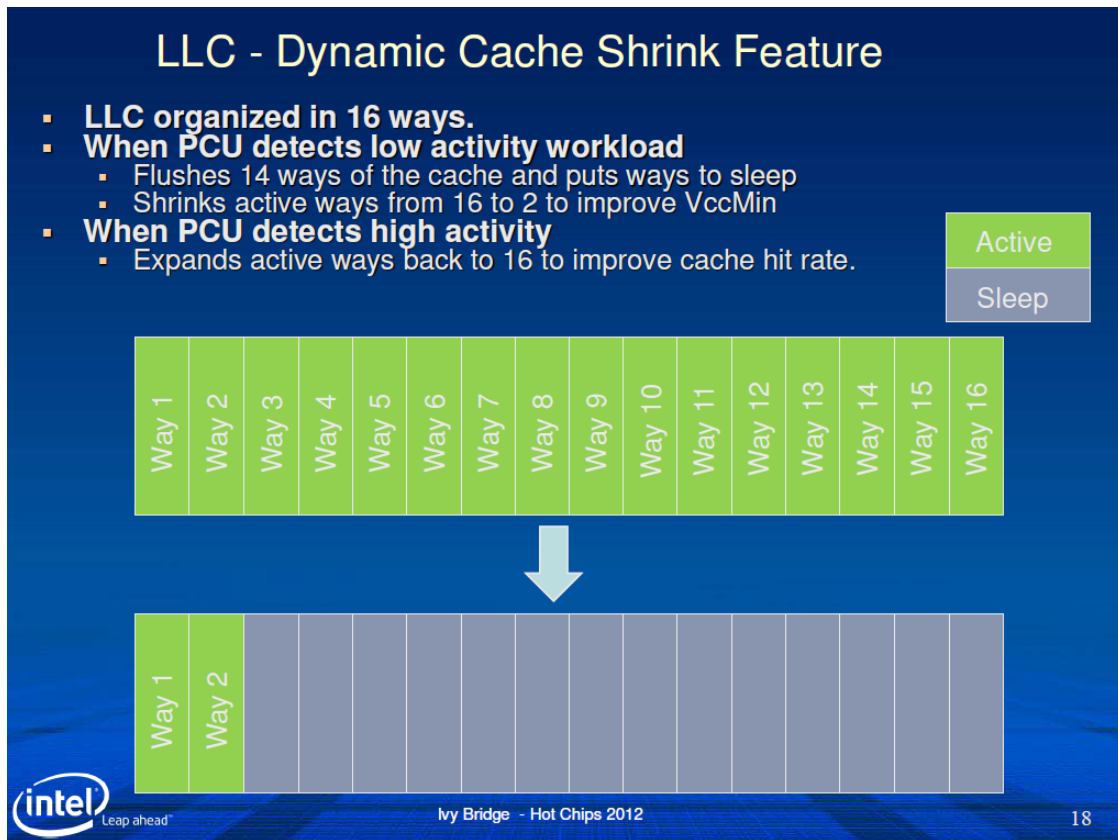 LLC - Dynamic Cache Shrink Feature
▪ LLC organized in 16 ways.
▪ When PCU detects low activity workload
▪ Flushes 14 ways of the cache and puts ways to sleep
▪ Shrinks active ways from 16 to 2 to improve VccMin
▪ When PCU detects high activity
▪ Expands active ways back to 16 to improve cache hit rate.
Active
Sleep
Way 1
Way 2
Way 3
Way 4
Way 5
Way 6
Way 7
Way 8
Way 9
Way 10
Way 11
Way 12
Way 13
Way 14
Way 15
Way 16
Way 1
Way 2
intel
Leap ahead™
Ivy Bridge - Hot Chips 2012
18